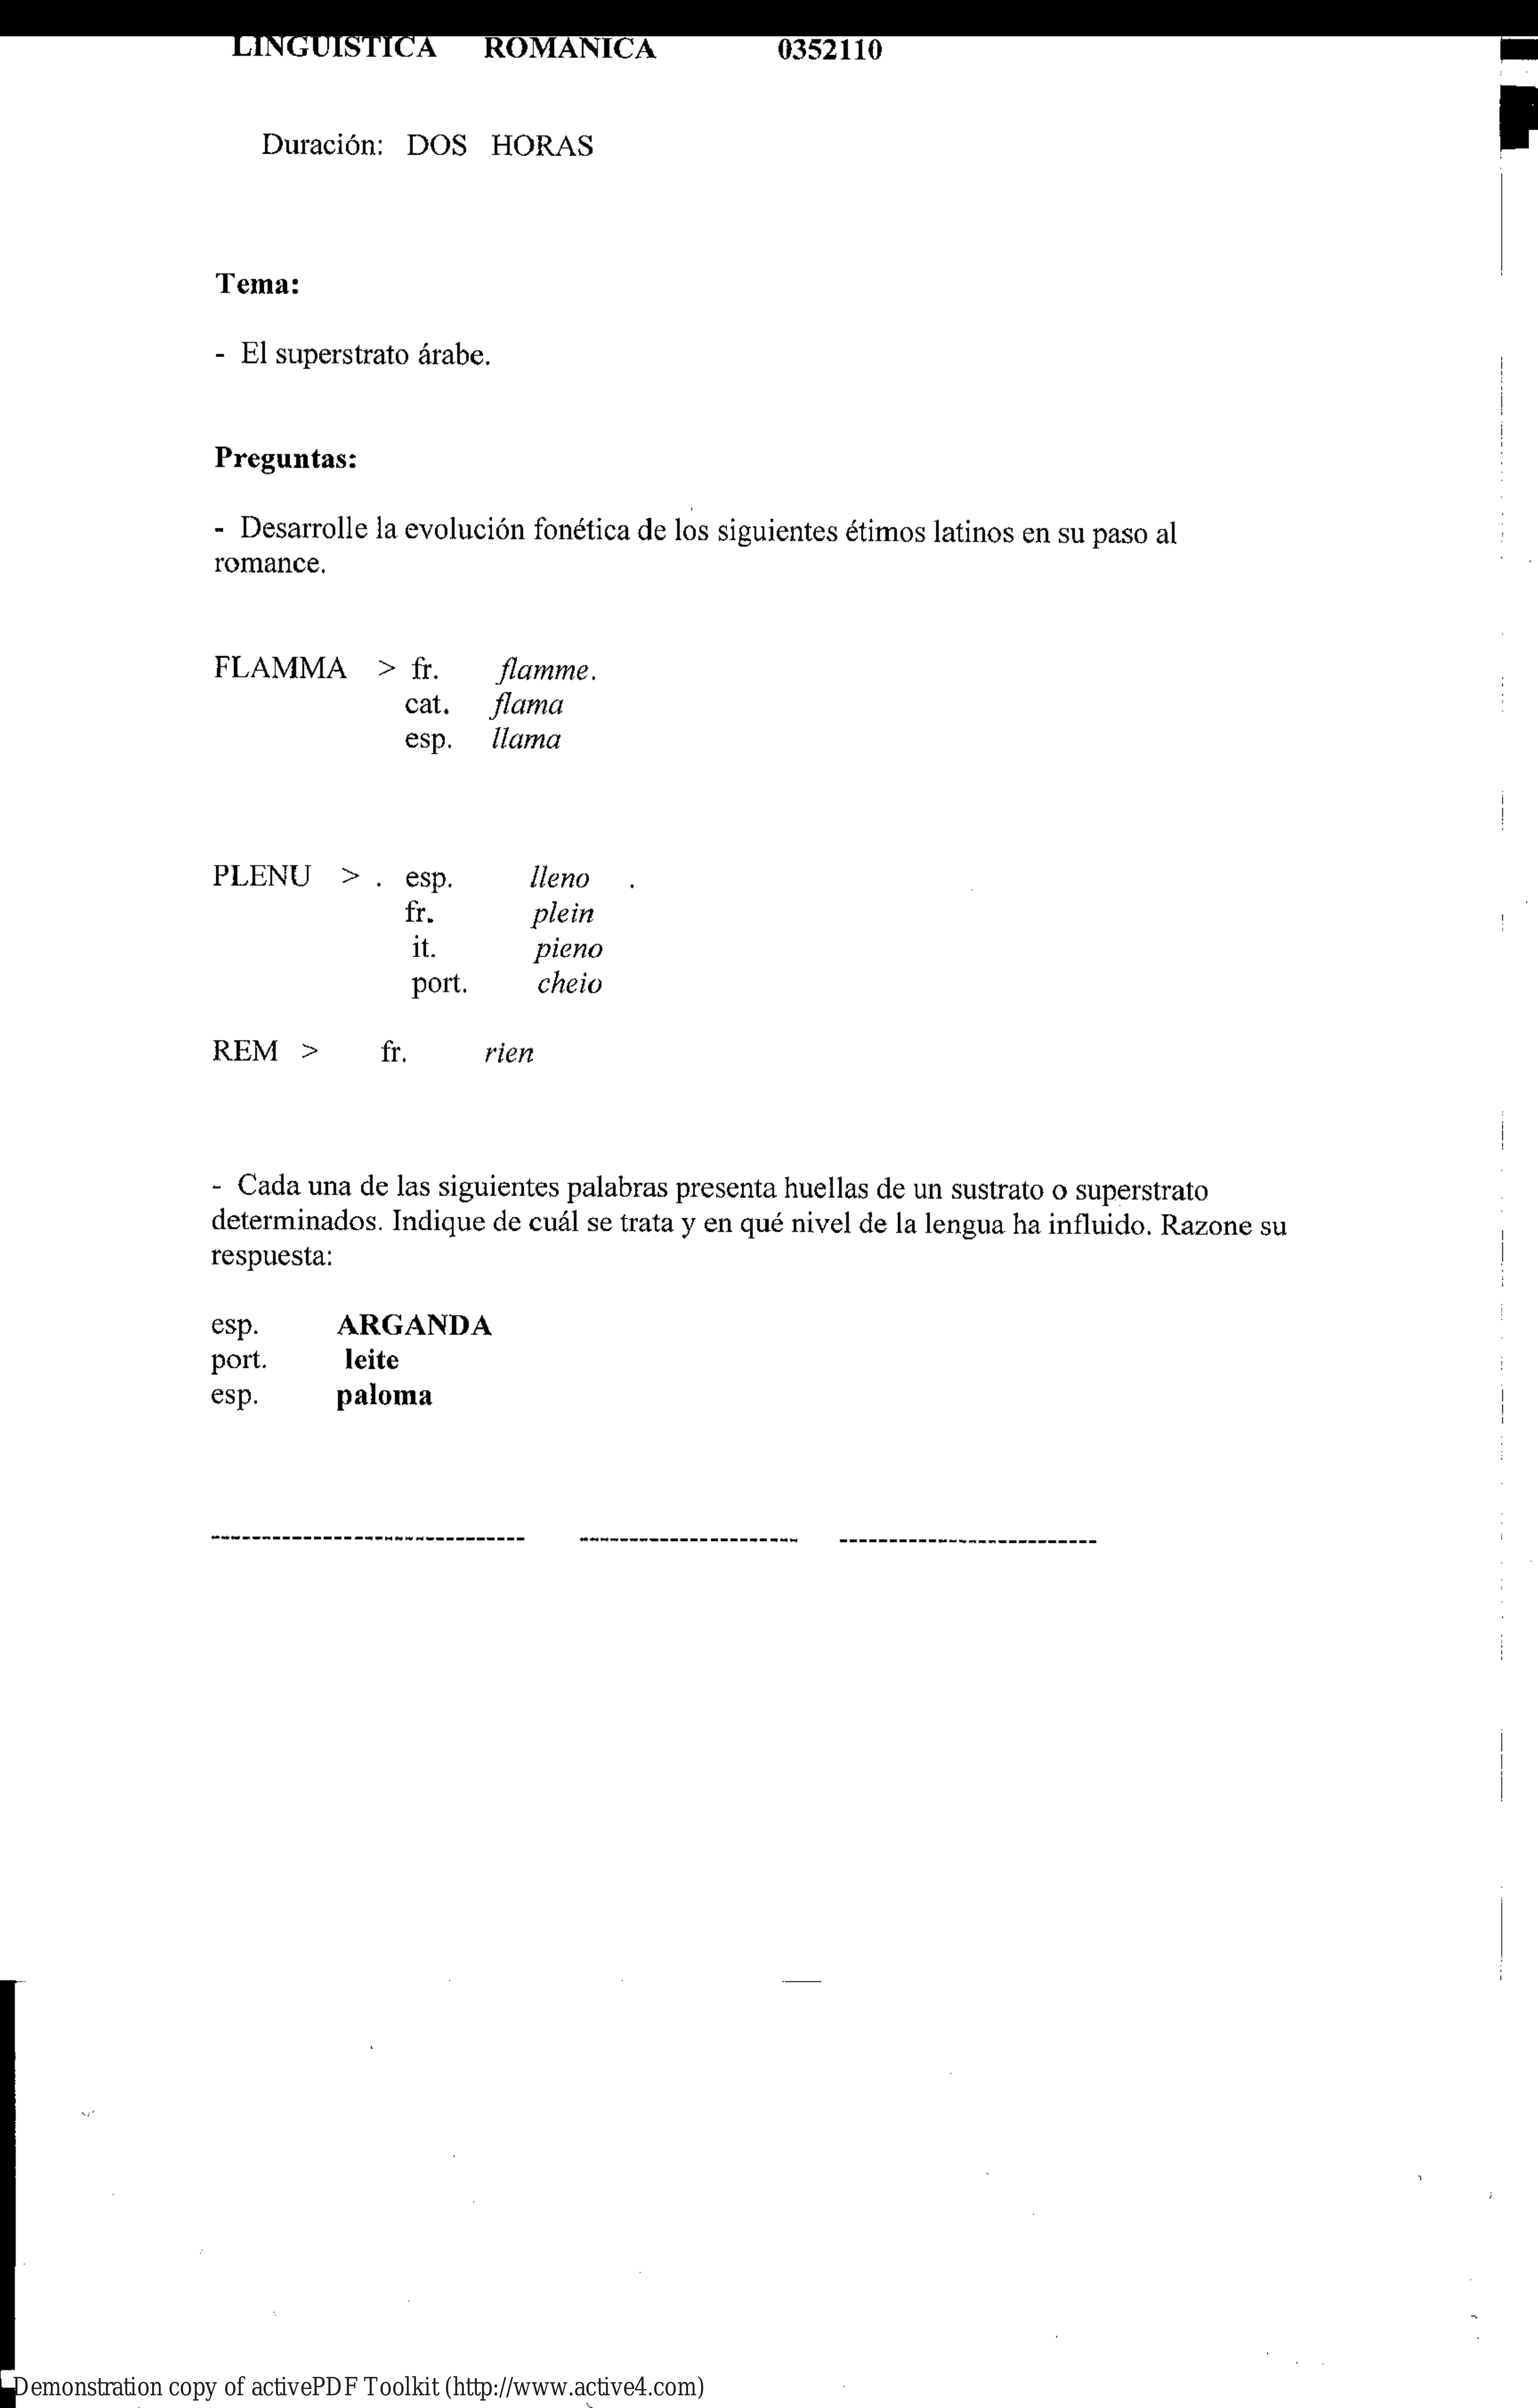 LINGUISTICA ROMANICA 0352110
Duración: DOS HORAS
Tema:
- El superstrato árabe.
Preguntas:
- Desarrolle la evolución fonética de los siguientes étimos latinos en su paso al
romance.
FLAMMA > fr. flamme.
cat. flama
esp. llama
PLENU > . esp. lleno .
fr. plein
it. pieno
port. cheio
REM > fr. rien
- Cada una de las siguientes palabras presenta huellas de un sustrato o superstrato
determinados. Indique de cuál se trata y en qué nivel de la lengua ha influido. Razone su
respuesta:
esp. ARGANDA
port. leite
esp. paloma
Demonstration copy of activePDF Toolkit (http://www.active4.com)